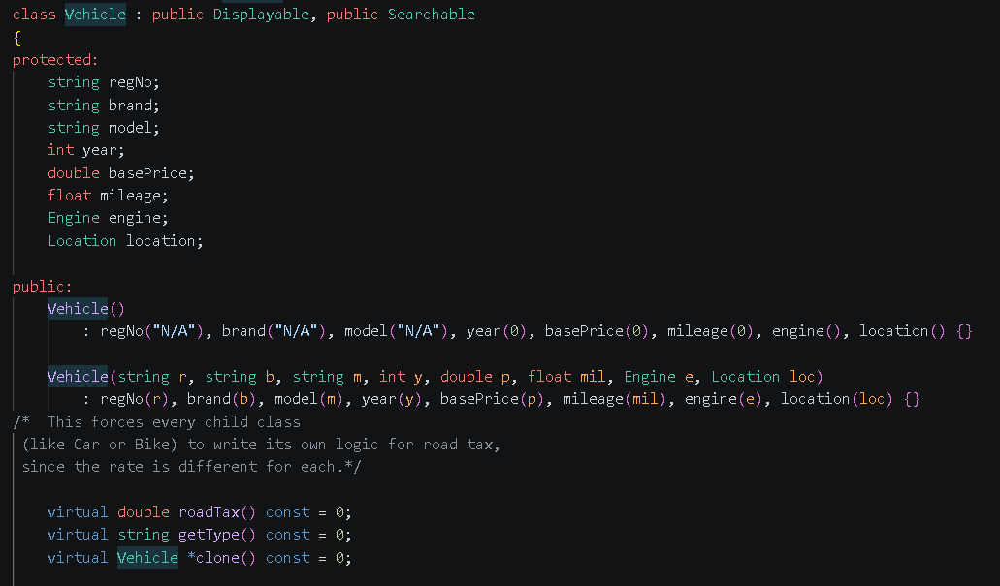 class Vehicle : public Displayable, public Searchable
{
protected:
    string regNo;
    string brand;
    string model;
    int year;
    double basePrice;
    float mileage;
    Engine engine;
    Location location;

public:
    Vehicle()
        : regNo("N/A"), brand("N/A"), model("N/A"), year(0), basePrice(0), mileage(0), engine(), location() {}

    Vehicle(string r, string b, string m, int y, double p, float mil, Engine e, Location loc)
        : regNo(r), brand(b), model(m), year(y), basePrice(p), mileage(mil), engine(e), location(loc) {}
/*  This forces every child class
 (like Car or Bike) to write its own logic for road tax,
 since the rate is different for each.*/

    virtual double roadTax() const = 0;
    virtual string getType() const = 0;
    virtual Vehicle *clone() const = 0;